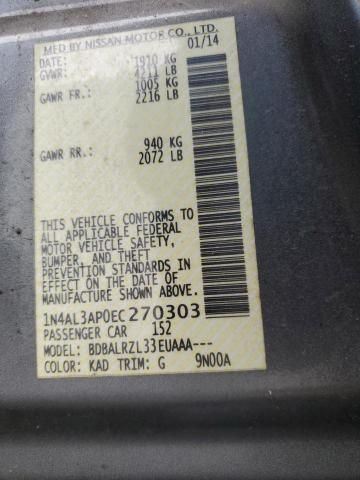 MFD BY NISSAN MOTOR CO., LTD.
DATE: 01/14
GVWR: 1910 KG
4211 LB
GAWR FR.: 1005 KG
2216 LB
GAWR RR.: 940 KG
2072 LB
THIS VEHICLE CONFORMS TO
ALL APPLICABLE FEDERAL
MOTOR VEHICLE SAFETY,
BUMPER, AND THEFT
PREVENTION STANDARDS IN
EFFECT ON THE DATE OF
MANUFACTURE SHOWN ABOVE.
1N4AL3AP0EC270303
PASSENGER CAR 152
MODEL: BDBALRZL33EUAAA---
COLOR: KAD TRIM: G 9N00A